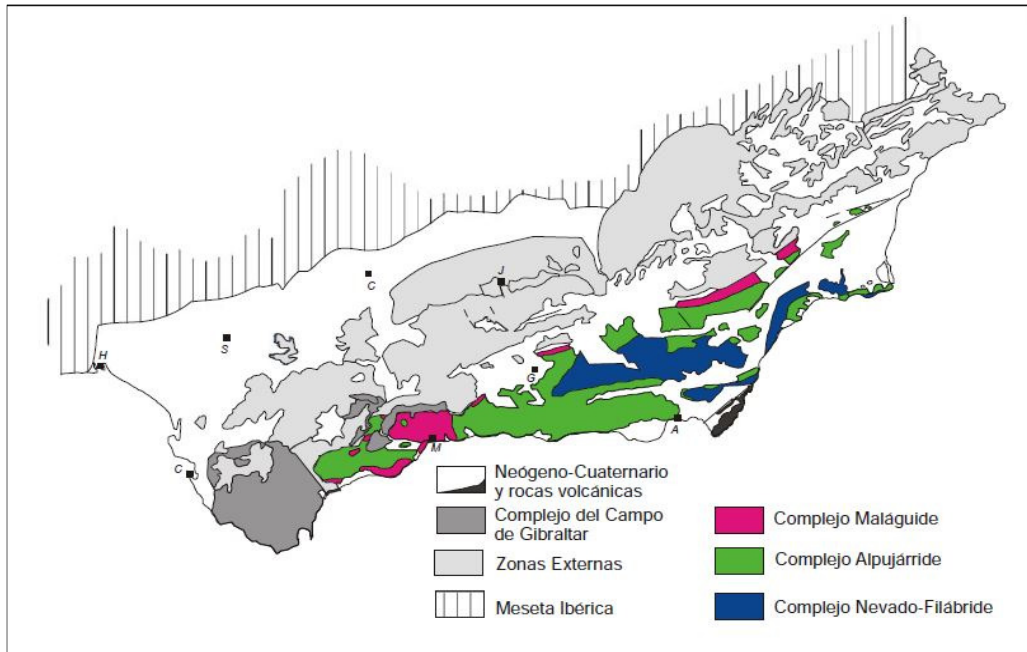 J
C
S
H
G
A
M
C
Neógeno-Cuaternario
y rocas volcánicas
Complejo del Campo
de Gibraltar
Zonas Externas
Meseta Ibérica
Complejo Maláguide
Complejo Alpujárride
Complejo Nevado-Filábride